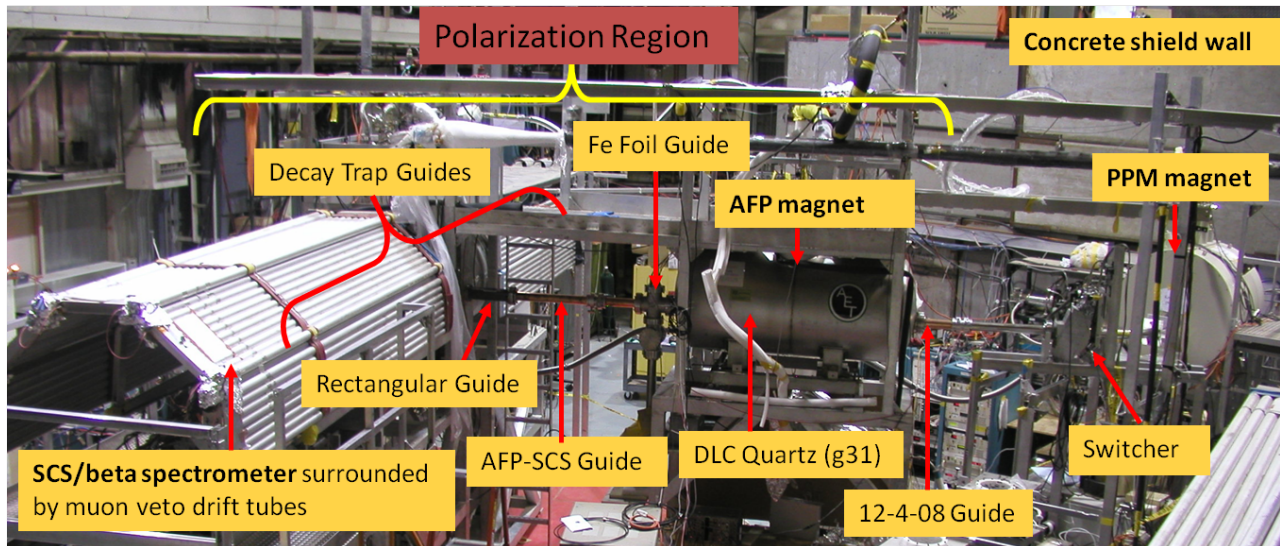 Polarization Region
Concrete shield wall
Fe Foil Guide
Decay Trap Guides
PPM magnet
AFP magnet
AET
Rectangular Guide
SCS/beta spectrometer surrounded
by muon veto drift tubes
AFP-SCS Guide
DLC Quartz (g31)
Switcher
12-4-08 Guide